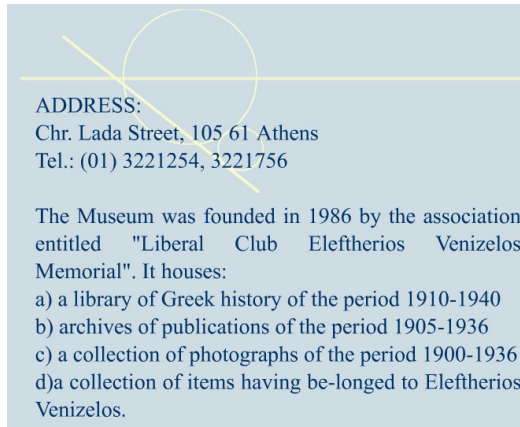 ADDRESS:
Chr. Lada Street, 105 61 Athens
Tel.: (01) 3221254, 3221756
The Museum was founded in 1986 by the association
entitled "Liberal Club Eleftherios Venizelos
Memorial". It houses:
a) a library of Greek history of the period 1910-1940
b) archives of publications of the period 1905-1936
c) a collection of photographs of the period 1900-1936
d)a collection of items having be-longed to Eleftherios
Venizelos.